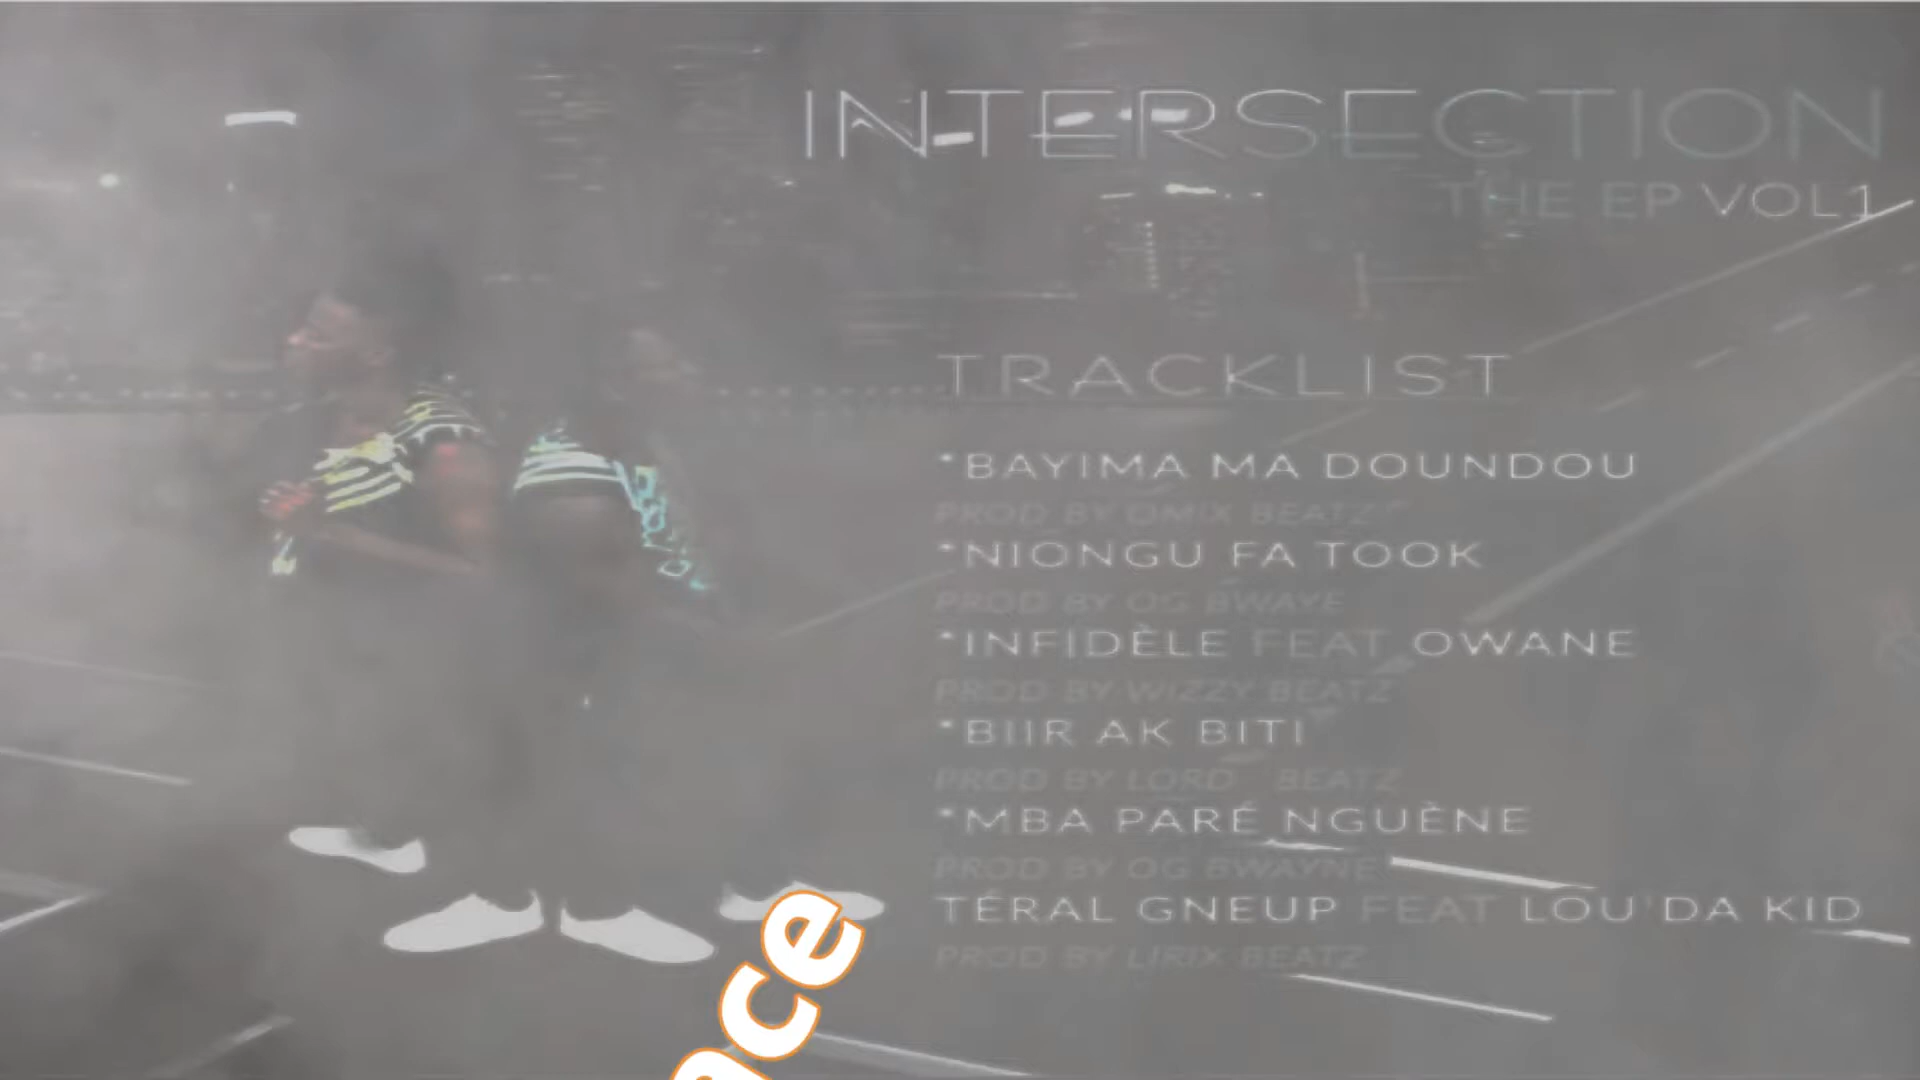 INTERSECTION
THE EP VOL1
TRACKLIST
*BAYIMA MA DOUNDOU
PROD BY OMIX BEATZ
*NIONGU FA TOOK
PROD BY OG BWAYE
*INFIDÈLE FEAT OWANE
PROD BY WIZZY BEATZ
*BIIR AK BITI
PROD BY LORD BEATZ
*MBA PARÉ NGUÈNE
PROD BY OG BWAYNE
TÉRAL GNEUP FEAT LOU'DA KID
PROD BY LIRIX BEATZ